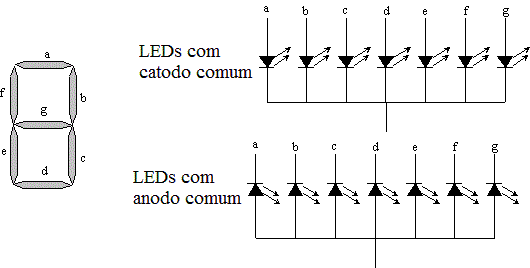 a
f
b
g
e
c
d
LEDs com
catodo comum
a b c d e f g
LEDs com
anodo comum
a b c d e f g